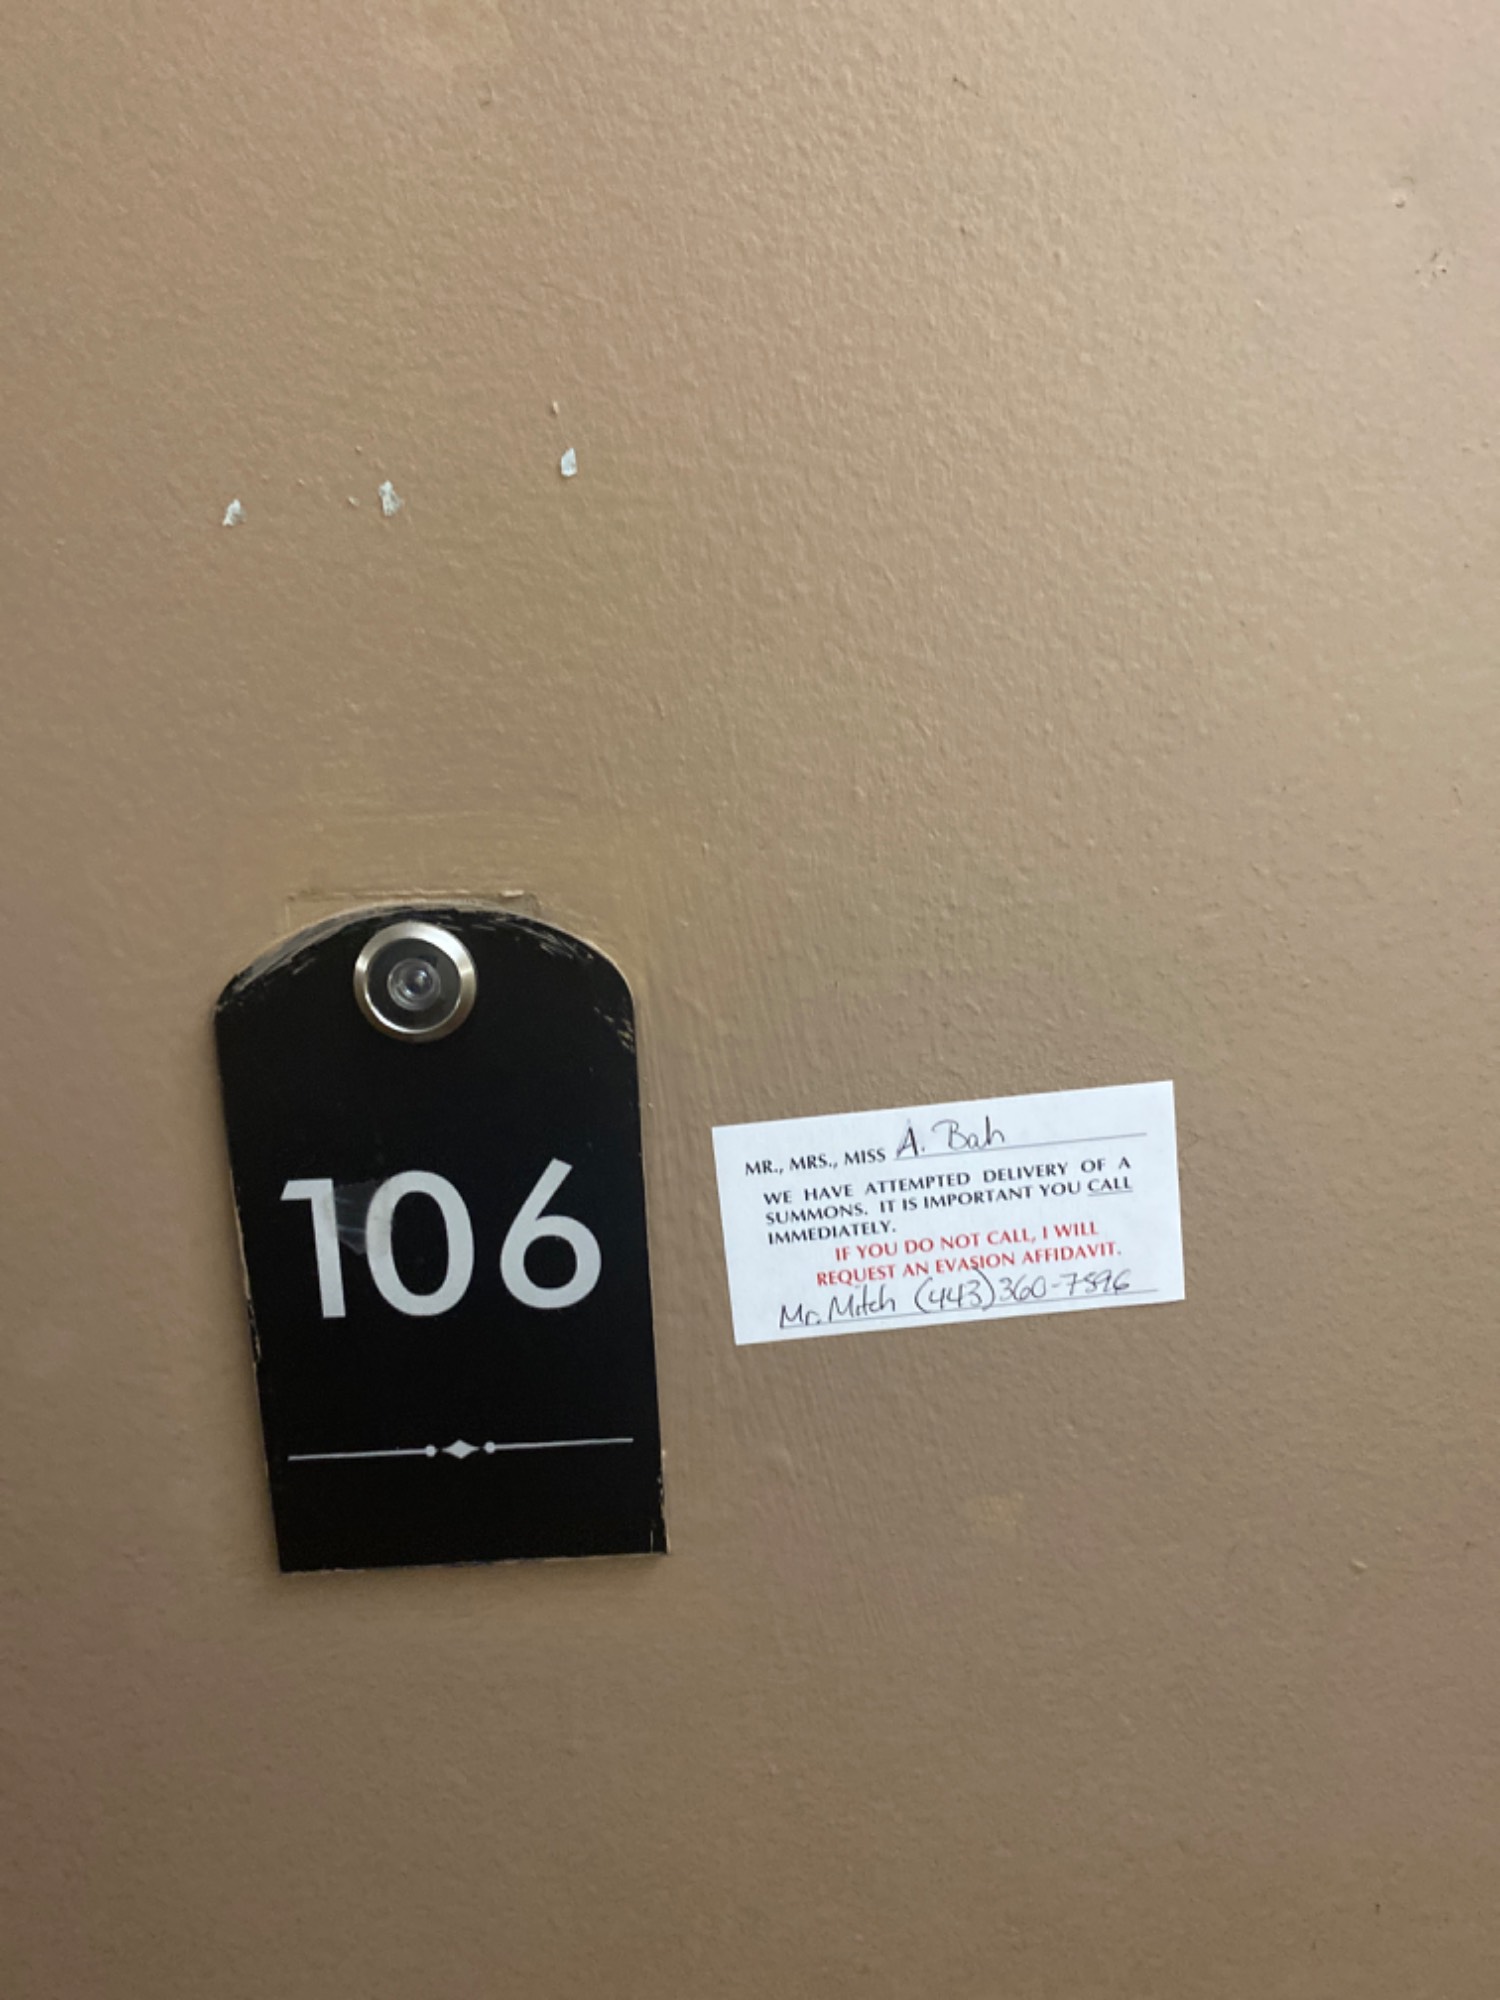 106
MR., MRS., MISS A. Bah
WE HAVE ATTEMPTED DELIVERY OF A
SUMMONS. IT IS IMPORTANT YOU CALL
IMMEDIATELY.
IF YOU DO NOT CALL, I WILL
REQUEST AN EVASION AFFIDAVIT.
Mr. Mitch (443) 360-7596